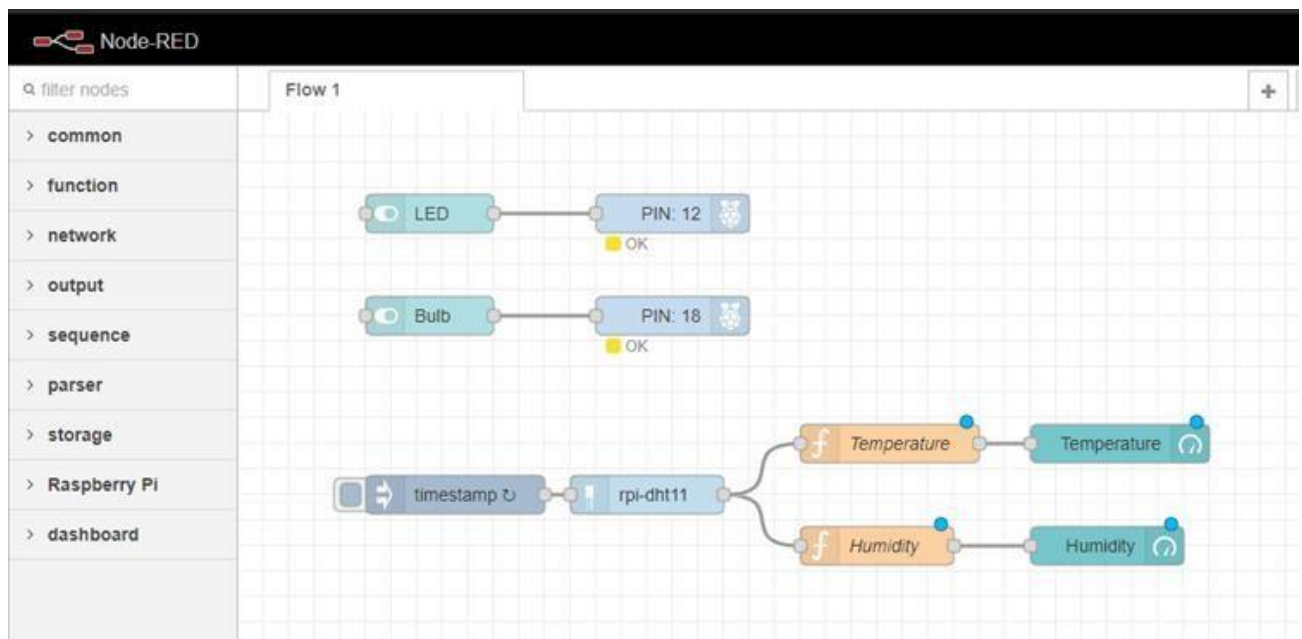 Node-RED
filter nodes
Flow 1
+
> common
> function
> network
> output
> sequence
> parser
> storage
> Raspberry Pi
> dashboard
LED
PIN: 12
OK
Bulb
PIN: 18
OK
timestamp ↻
rpi-dht11
f Temperature
Temperature
f Humidity
Humidity